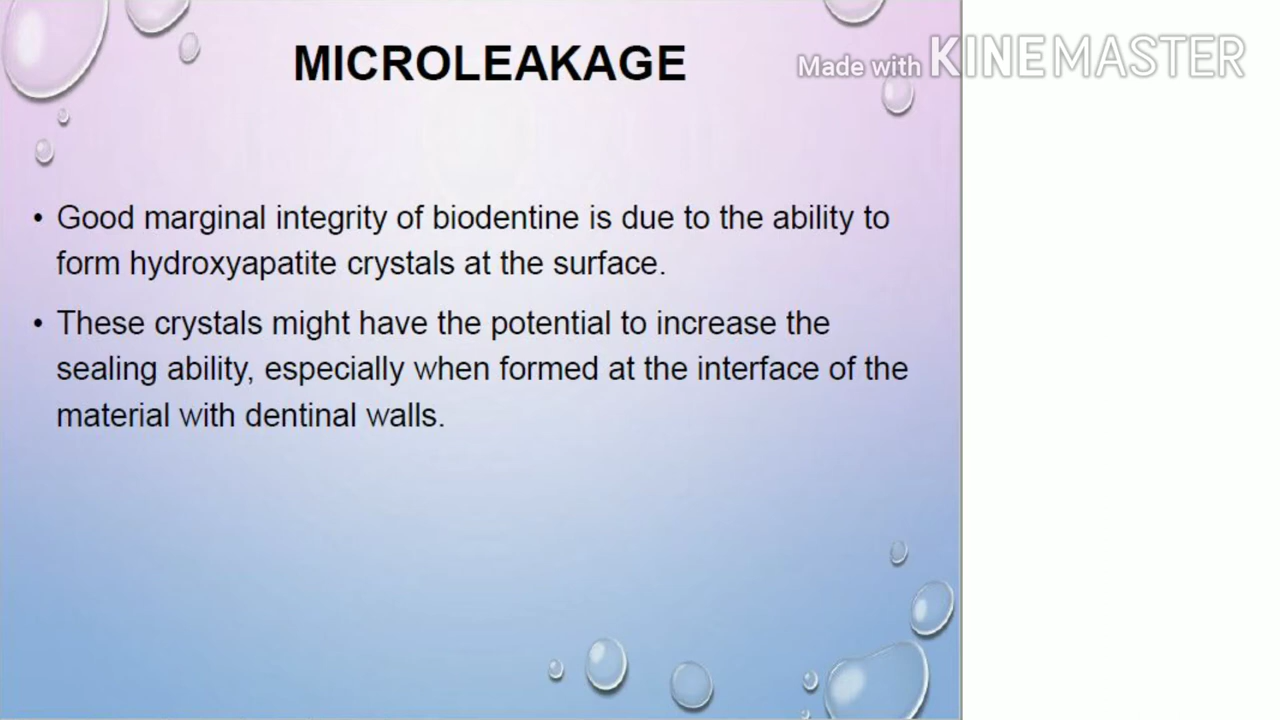 MICROLEAKAGE
Made with KINEMASTER
• Good marginal integrity of biodentine is due to the ability to
form hydroxyapatite crystals at the surface.
• These crystals might have the potential to increase the
sealing ability, especially when formed at the interface of the
material with dentinal walls.